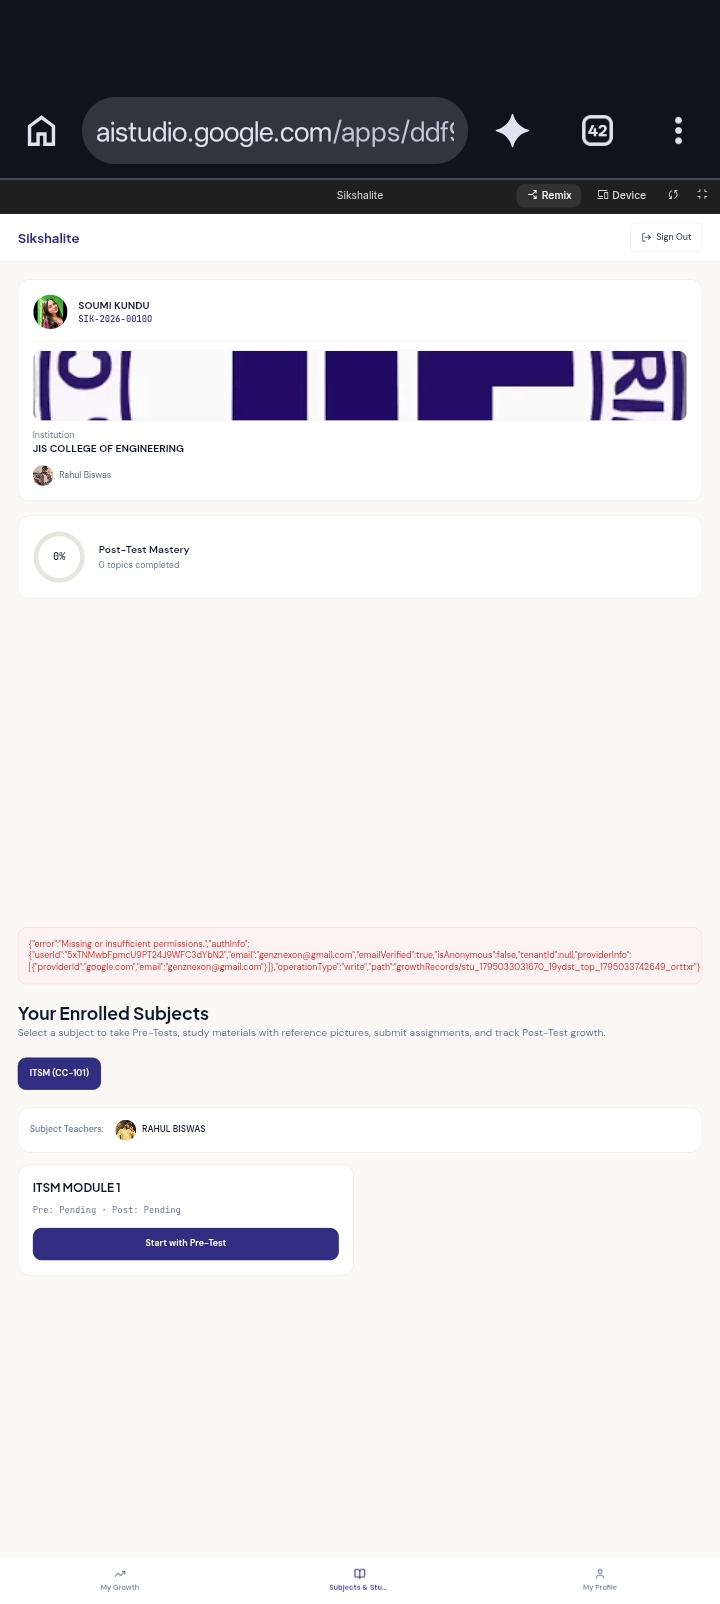 aistudio.google.com/apps/ddf
42
Sikshalite
Remix
Device
Sikshalite
Sign Out
SOUMI KUNDU
SIK-2026-00100
Institution
JIS COLLEGE OF ENGINEERING
Rahul Biswas
0%
Post-Test Mastery
0 topics completed
{"error":"Missing or insufficient permissions.","authInfo":
{"userId":"5xTNMwbFpmcU9PT24J9WFC3dYbN2","email":"genznexon@gmail.com","emailVerified":true,"isAnonymous":false,"tenantId":null,"providerInfo":
[{"providerId":"google.com","email":"genznexon@gmail.com"}]},"operationType":"write","path":"growthRecords/stu_1795033031670_19ydst_top_1795033742649_orttxr"}
Your Enrolled Subjects
Select a subject to take Pre-Tests, study materials with reference pictures, submit assignments, and track Post-Test growth.
ITSM (CC-101)
Subject Teachers:
RAHUL BISWAS
ITSM MODULE 1
Pre: Pending · Post: Pending
Start with Pre-Test
My Growth
Subjects & Stu...
My Profile